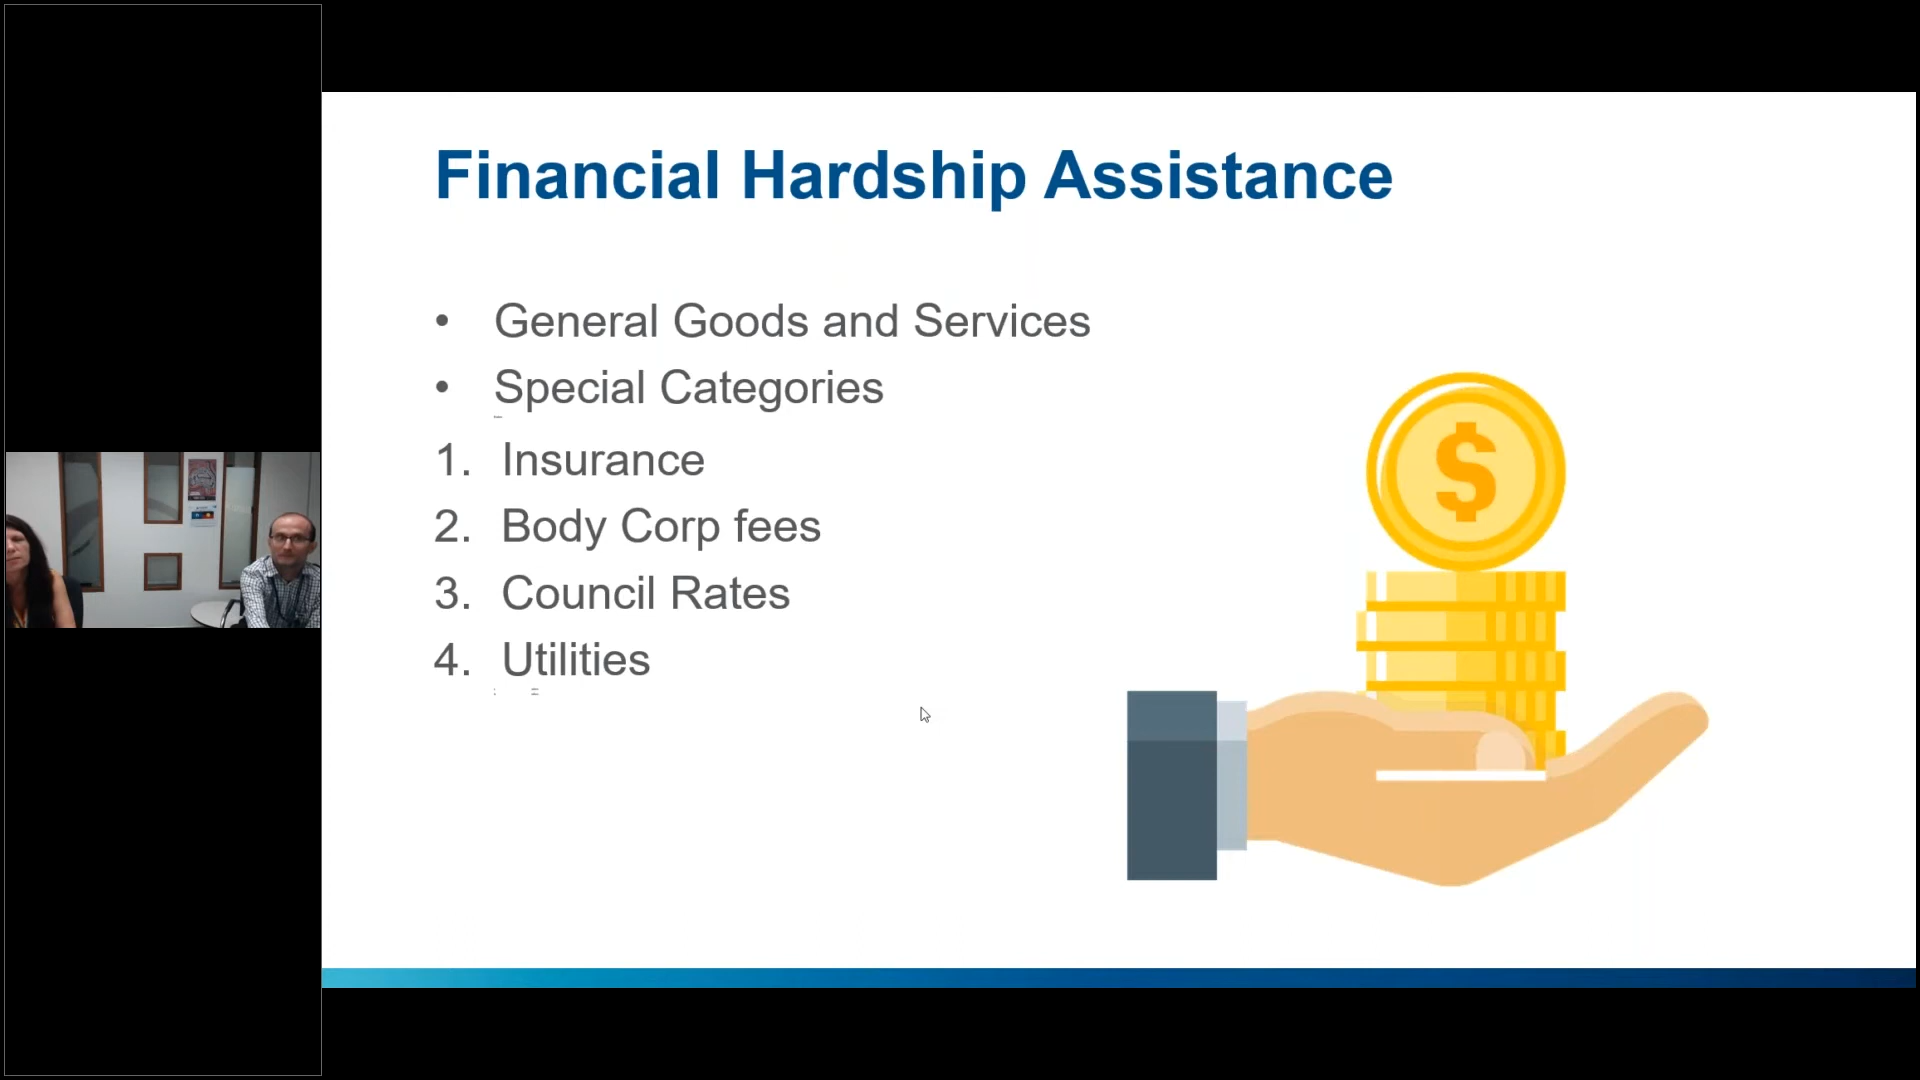 Financial Hardship Assistance
• General Goods and Services
• Special Categories
1. Insurance
2. Body Corp fees
3. Council Rates
4. Utilities
$